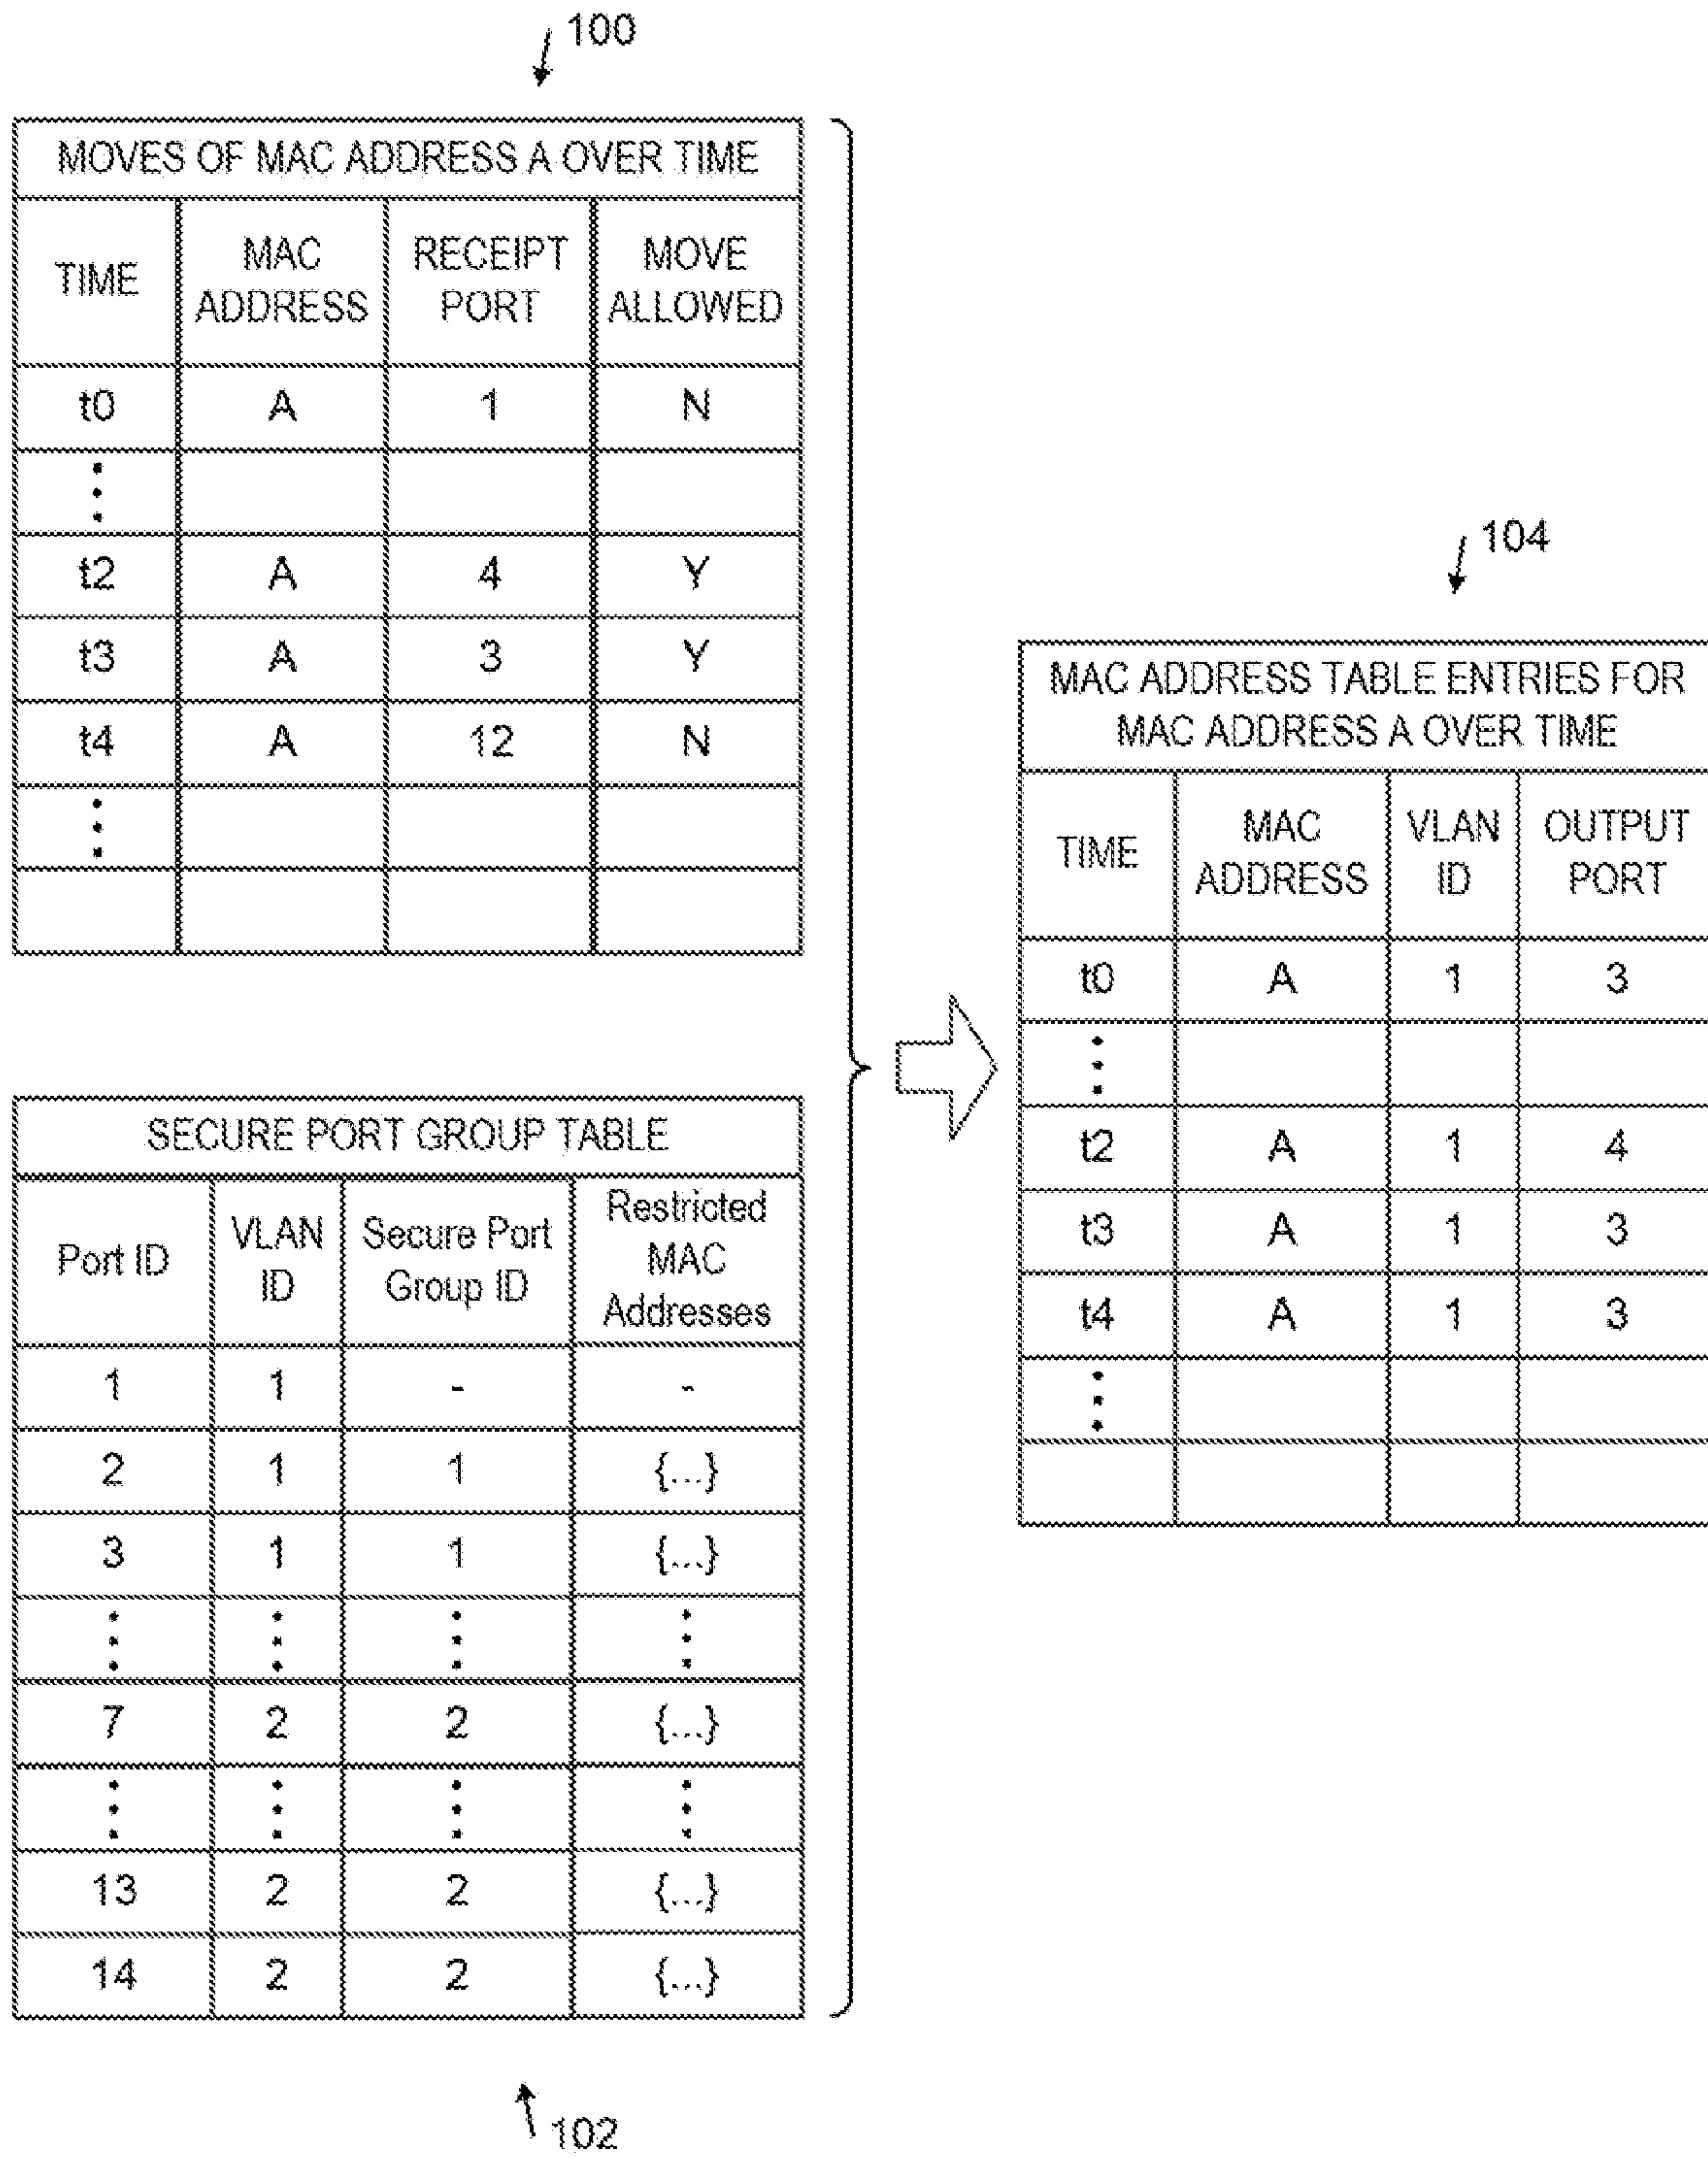 100
MOVES OF MAC ADDRESS A OVER TIME
TIME MAC ADDRESS RECEIPT PORT MOVE ALLOWED
t0 A 1 N
⋮
t2 A 4 Y
t3 A 3 Y
t4 A 12 N
⋮
SECURE PORT GROUP TABLE
Port ID VLAN ID Secure Port Group ID Restricted MAC Addresses
1 1 - -
2 1 1 {...}
3 1 1 {...}
⋮ ⋮ ⋮ ⋮
7 2 2 {...}
⋮ ⋮ ⋮ ⋮
13 2 2 {...}
14 2 2 {...}
102
104
MAC ADDRESS TABLE ENTRIES FOR
MAC ADDRESS A OVER TIME
TIME MAC ADDRESS VLAN ID OUTPUT PORT
t0 A 1 3
⋮
t2 A 1 4
t3 A 1 3
t4 A 1 3
⋮